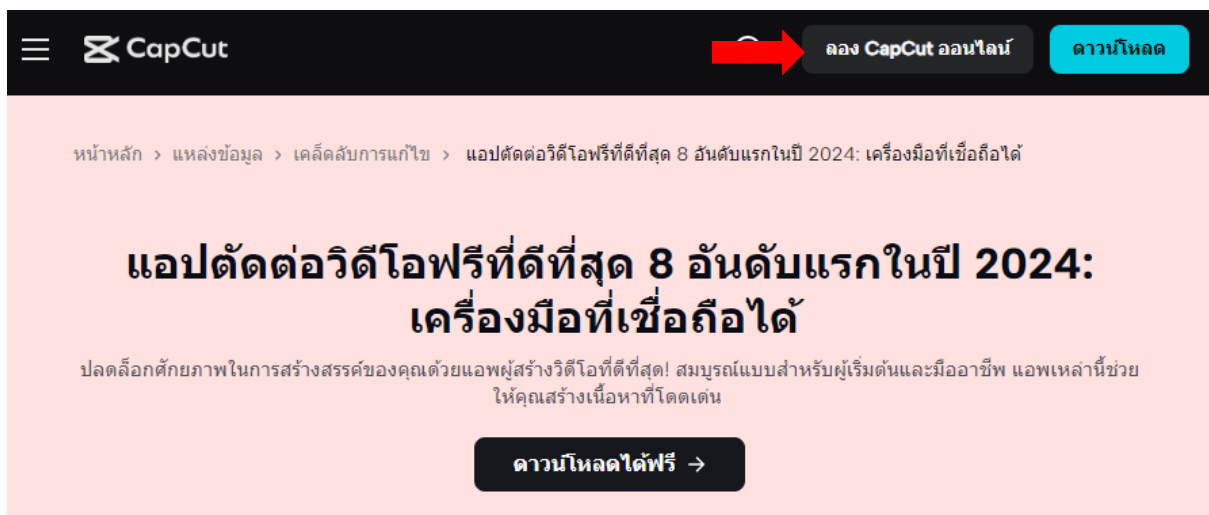 CapCut
ลอง CapCut ออนไลน์
ดาวน์โหลด
หน้าหลัก > แหล่งข้อมูล > เคล็ดลับการแก้ไข > แอปตัดต่อวิดีโอฟรีที่ดีที่สุด 8 อันดับแรกในปี 2024: เครื่องมือที่เชื่อถือได้
แอปตัดต่อวิดีโอฟรีที่ดีที่สุด 8 อันดับแรกในปี 2024:
เครื่องมือที่เชื่อถือได้
ปลดล็อกศักยภาพในการสร้างสรรค์ของคุณด้วยแอพผู้สร้างวิดีโอที่ดีที่สุด! สมบูรณ์แบบสำหรับผู้เริ่มต้นและมืออาชีพ แอพเหล่านี้ช่วย
ให้คุณสร้างเนื้อหาที่โดดเด่น
ดาวน์โหลดได้ฟรี →